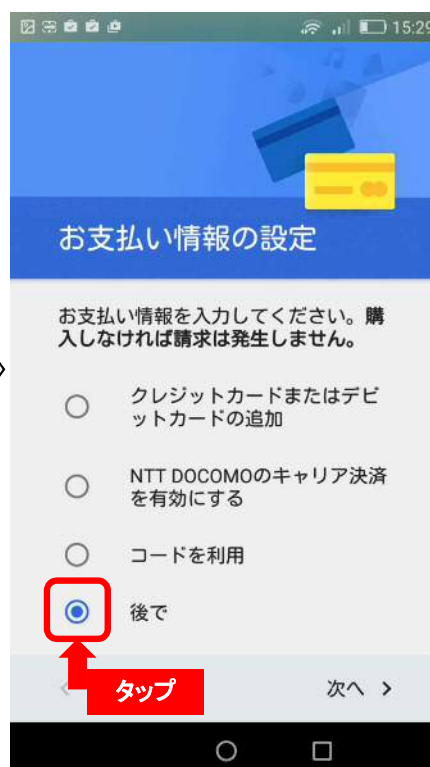 15:29
お支払い情報の設定
お支払い情報を入力してください。購
入しなければ請求は発生しません。
クレジットカードまたはデビ
ットカードの追加
NTT DOCOMOのキャリア決済
を有効にする
コードを利用
後で
タップ
次へ